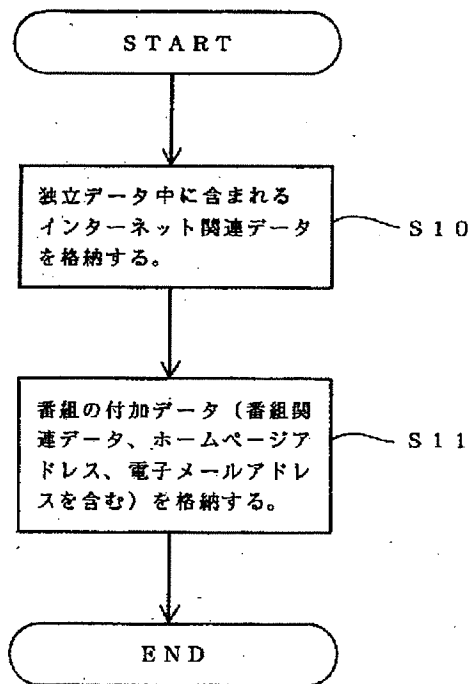 START
独立データ中に含まれる
インターネット関連データ
を格納する。
S10
番組の付加データ(番組関
連データ、ホームページア
ドレス、電子メールアドレ
スを含む)を格納する。
S11
END